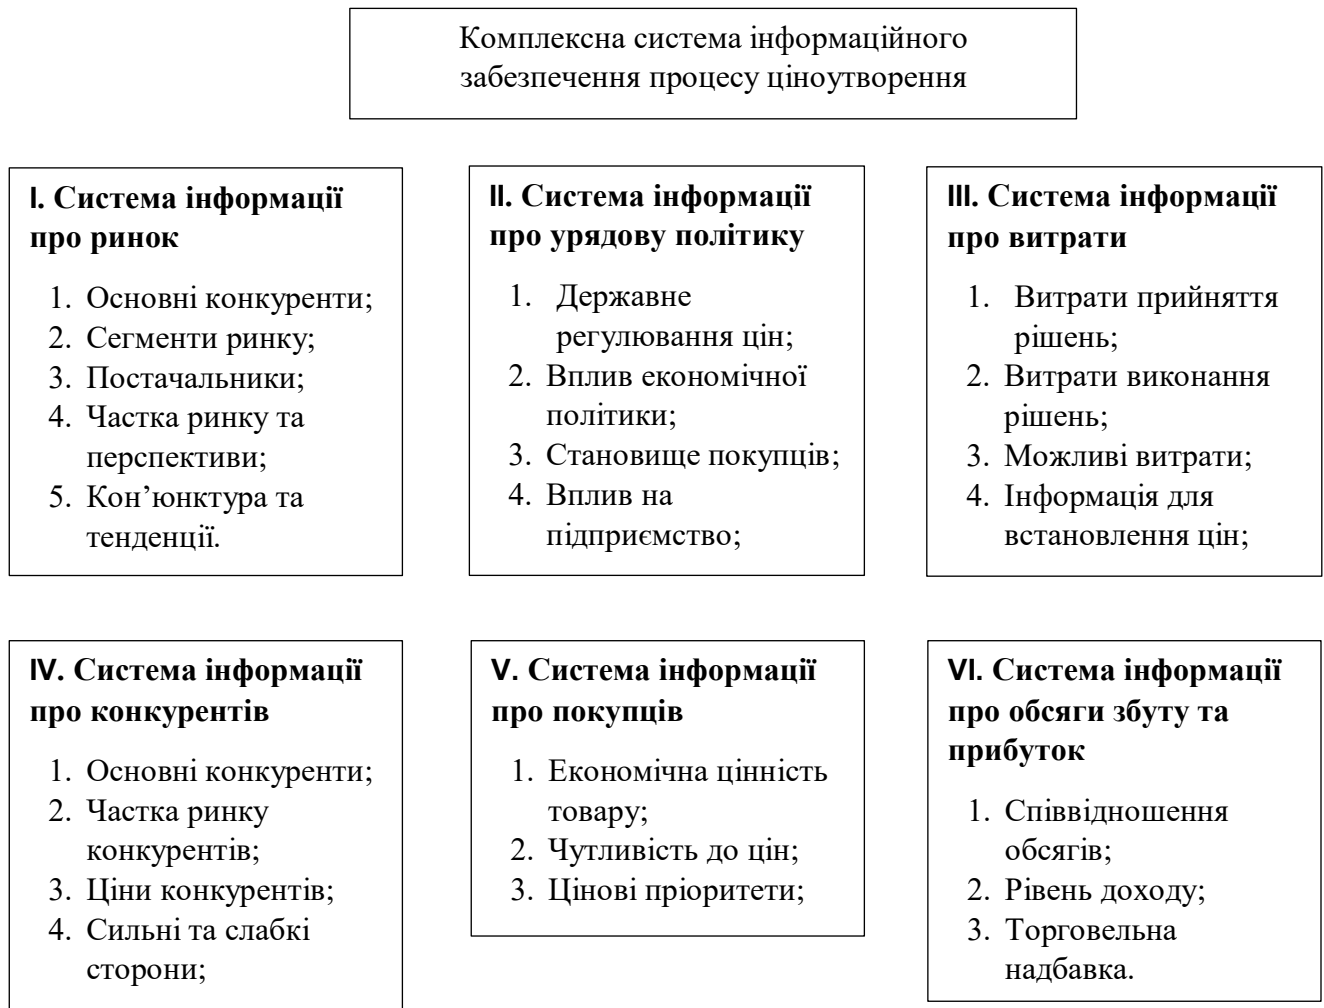 Комплексна система інформаційного
забезпечення процесу ціноутворення
I. Система інформації
про ринок
1. Основні конкуренти;
2. Сегменти ринку;
3. Постачальники;
4. Частка ринку та
перспективи;
5. Кон’юнктура та
тенденції.
II. Система інформації
про урядову політику
1. Державне
регулювання цін;
2. Вплив економічної
політики;
3. Становище покупців;
4. Вплив на
підприємство;
III. Система інформації
про витрати
1. Витрати прийняття
рішень;
2. Витрати виконання
рішень;
3. Можливі витрати;
4. Інформація для
встановлення цін;
IV. Система інформації
про конкурентів
1. Основні конкуренти;
2. Частка ринку
конкурентів;
3. Ціни конкурентів;
4. Сильні та слабкі
сторони;
V. Система інформації
про покупців
1. Економічна цінність
товару;
2. Чутливість до цін;
3. Цінові пріоритети;
VI. Система інформації
про обсяги збуту та
прибуток
1. Співвідношення
обсягів;
2. Рівень доходу;
3. Торговельна
надбавка.